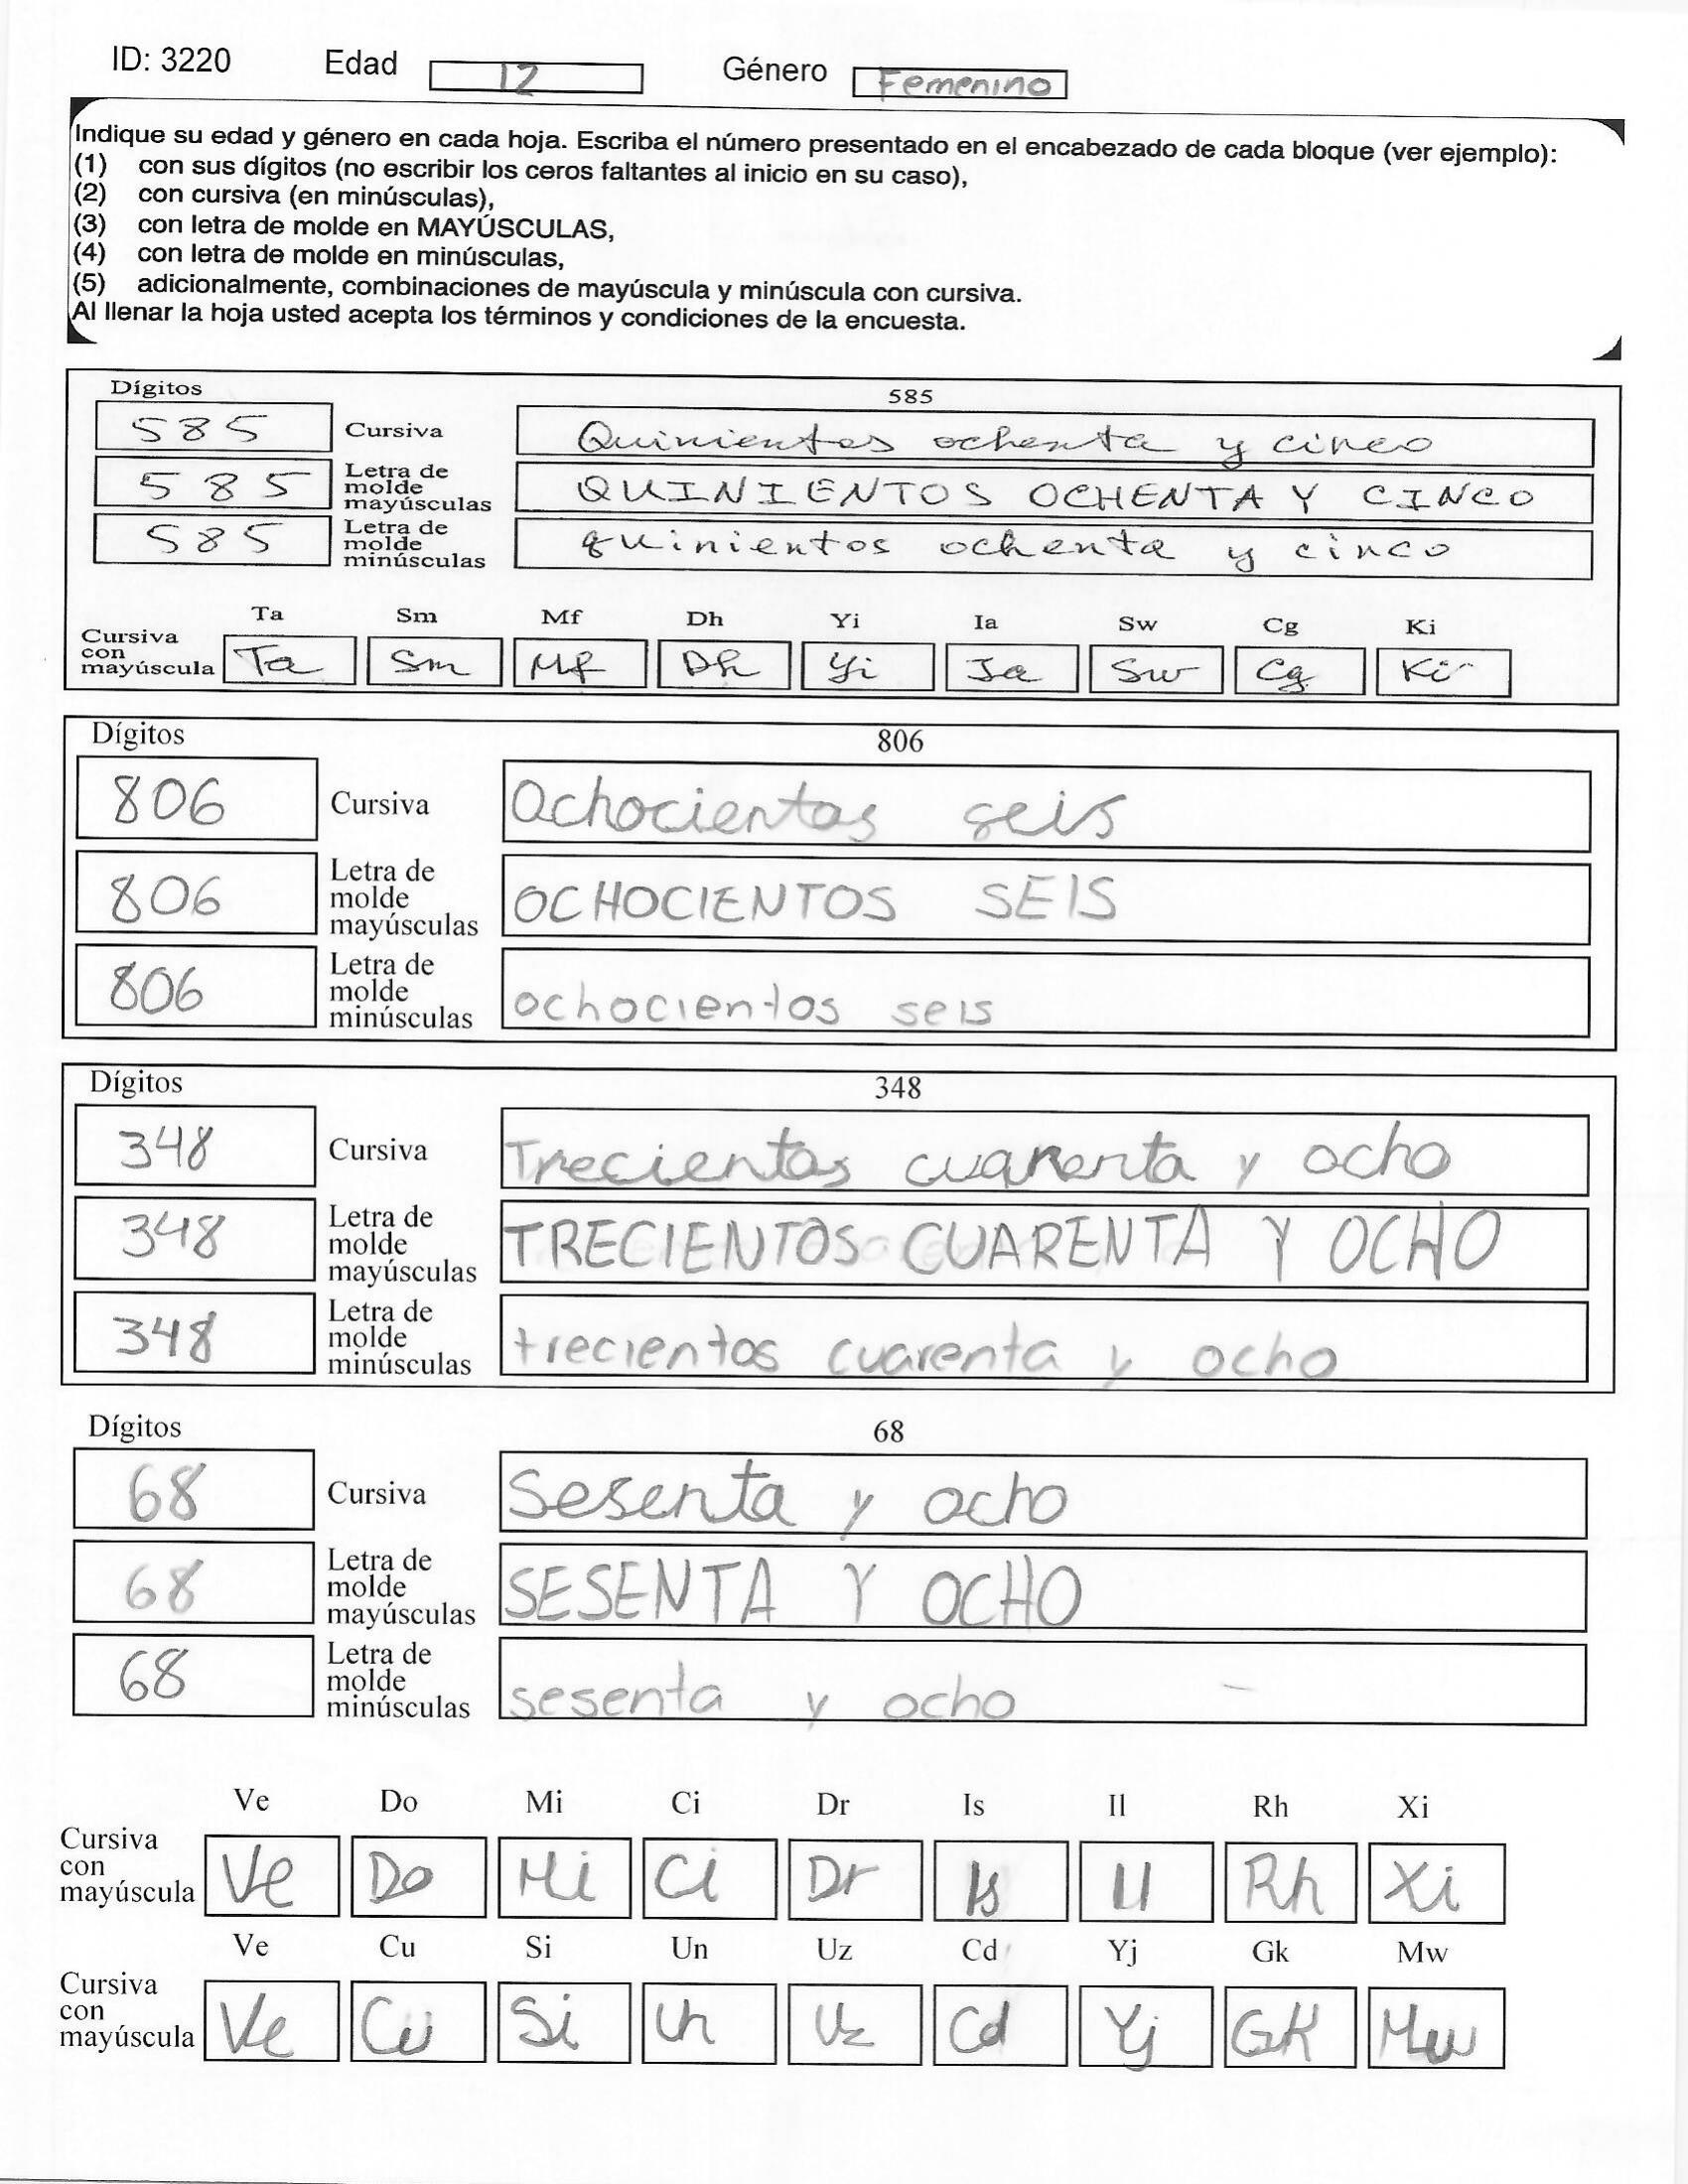 ID: 3220 Edad 12 Género Femenino
Indique su edad y género en cada hoja. Escriba el número presentado en el encabezado de cada bloque (ver ejemplo):
(1) con sus dígitos (no escribir los ceros faltantes al inicio en su caso),
(2) con cursiva (en minúsculas),
(3) con letra de molde en MAYÚSCULAS,
(4) con letra de molde en minúsculas,
(5) adicionalmente, combinaciones de mayúscula y minúscula con cursiva.
Al llenar la hoja usted acepta los términos y condiciones de la encuesta.
Dígitos 585
585 Cursiva Quinientos ochenta y cinco
585 Letra de molde mayúsculas QUINIENTOS OCHENTA Y CINCO
585 Letra de molde minúsculas quinientos ochenta y cinco
Ta Sm Mf Dh Yi Ia Sw Cg Ki
Cursiva con mayúscula Ta Sm Mf Dh Yi Ia Sw Cg Ki
Dígitos 806
806 Cursiva Ochocientos seis
806 Letra de molde mayúsculas OCHOCIENTOS SEIS
806 Letra de molde minúsculas ochocientos seis
Dígitos 348
348 Cursiva Trecientos cuarenta y ocho
348 Letra de molde mayúsculas TRECIENTOS CUARENTA Y OCHO
348 Letra de molde minúsculas trecientos cuarenta y ocho
Dígitos 68
68 Cursiva Sesenta y ocho
68 Letra de molde mayúsculas SESENTA Y OCHO
68 Letra de molde minúsculas sesenta y ocho
Ve Do Mi Ci Dr Is Il Rh Xi
Cursiva con mayúscula Ve Do Mi Ci Dr Is Il Rh Xi
Ve Cu Si Un Uz Cd Yj Gk Mw
Cursiva con mayúscula Ve Cu Si Un Uz Cd Yj GK Mw